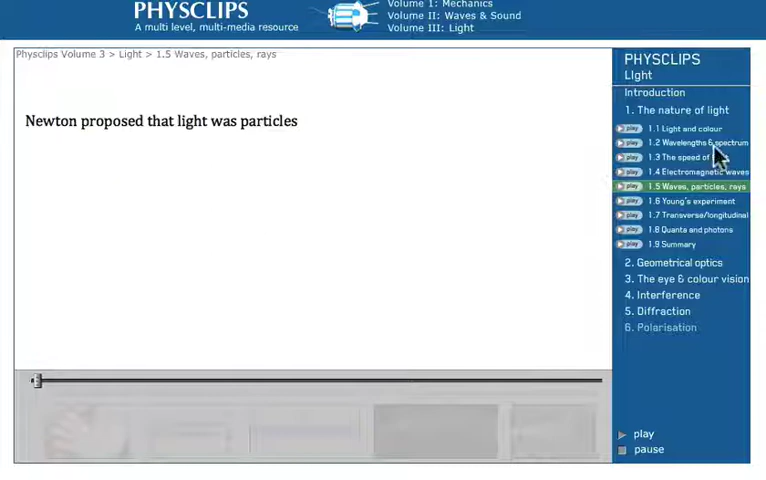 PHYSCLIPS
A multi level, multi-media resource
Volume 1: Mechanics
Volume II: Waves & Sound
Volume III: Light
Physclips Volume 3 > Light > 1.5 Waves, particles, rays
Newton proposed that light was particles
PHYSCLIPS
Light
Introduction
1. The nature of light
play 1.1 Light and colour
play 1.2 Wavelengths & spectrum
play 1.3 The speed of
play 1.4 Electromagnetic waves
play 1.5 Waves, particles, rays
play 1.6 Young's experiment
play 1.7 Transverse/longitudinal
play 1.8 Quanta and photons
play 1.9 Summary
2. Geometrical optics
3. The eye & colour vision
4. Interference
5. Diffraction
6. Polarisation
play
pause